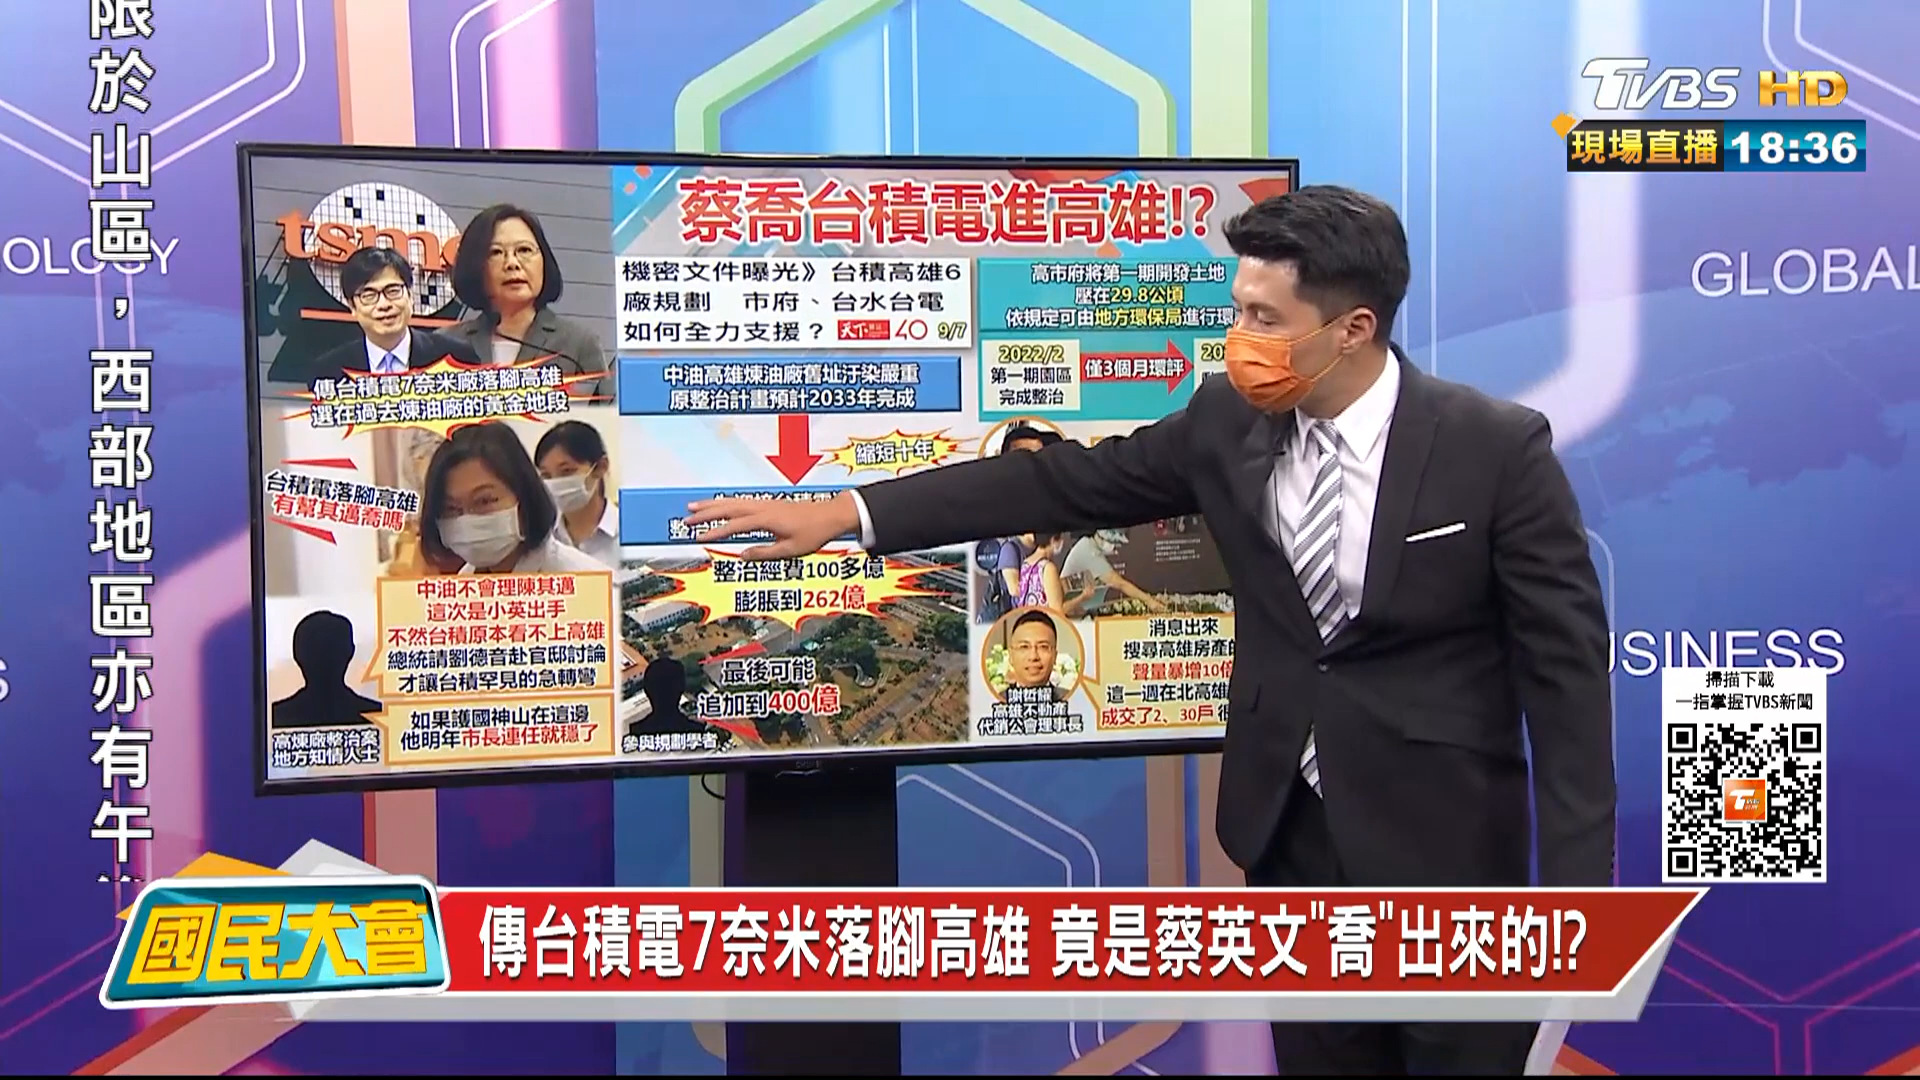 限於山區，西部地區亦有午
TVBS HD
現場直播 18:36
OLOGY
GLOBAL
USINESS
tsmc
傳台積電7奈米廠落腳高雄
選在過去煉油廠的黃金地段
台積電落腳高雄
有幫其邁喬嗎
中油不會理陳其邁
這次是小英出手
不然台積原本看不上高雄
總統請劉德音赴官邸討論
才讓台積罕見的急轉彎
如果護國神山在這邊
他明年市長連任就穩了
高煉廠整治案
地方知情人士
蔡喬台積電進高雄!?
機密文件曝光》台積高雄6
廠規劃 市府、台水台電
如何全力支援？ 天下 40 9/7
中油高雄煉油廠舊址汙染嚴重
原整治計畫預計2033年完成
縮短十年
整治經費100多億
膨脹到262億
最後可能
追加到400億
參與規劃學者
高市府將第一期開發土地
壓在29.8公頃
依規定可由地方環保局進行環
2022/2
第一期園區
完成整治
僅3個月環評
20
謝哲耀
高雄不動產
代銷公會理事長
消息出來
搜尋高雄房產的
聲量暴增10倍
這一週在北高雄
成交了2、30戶
掃描下載
一指掌握TVBS新聞
國民大會
傳台積電7奈米落腳高雄 竟是蔡英文"喬"出來的!?